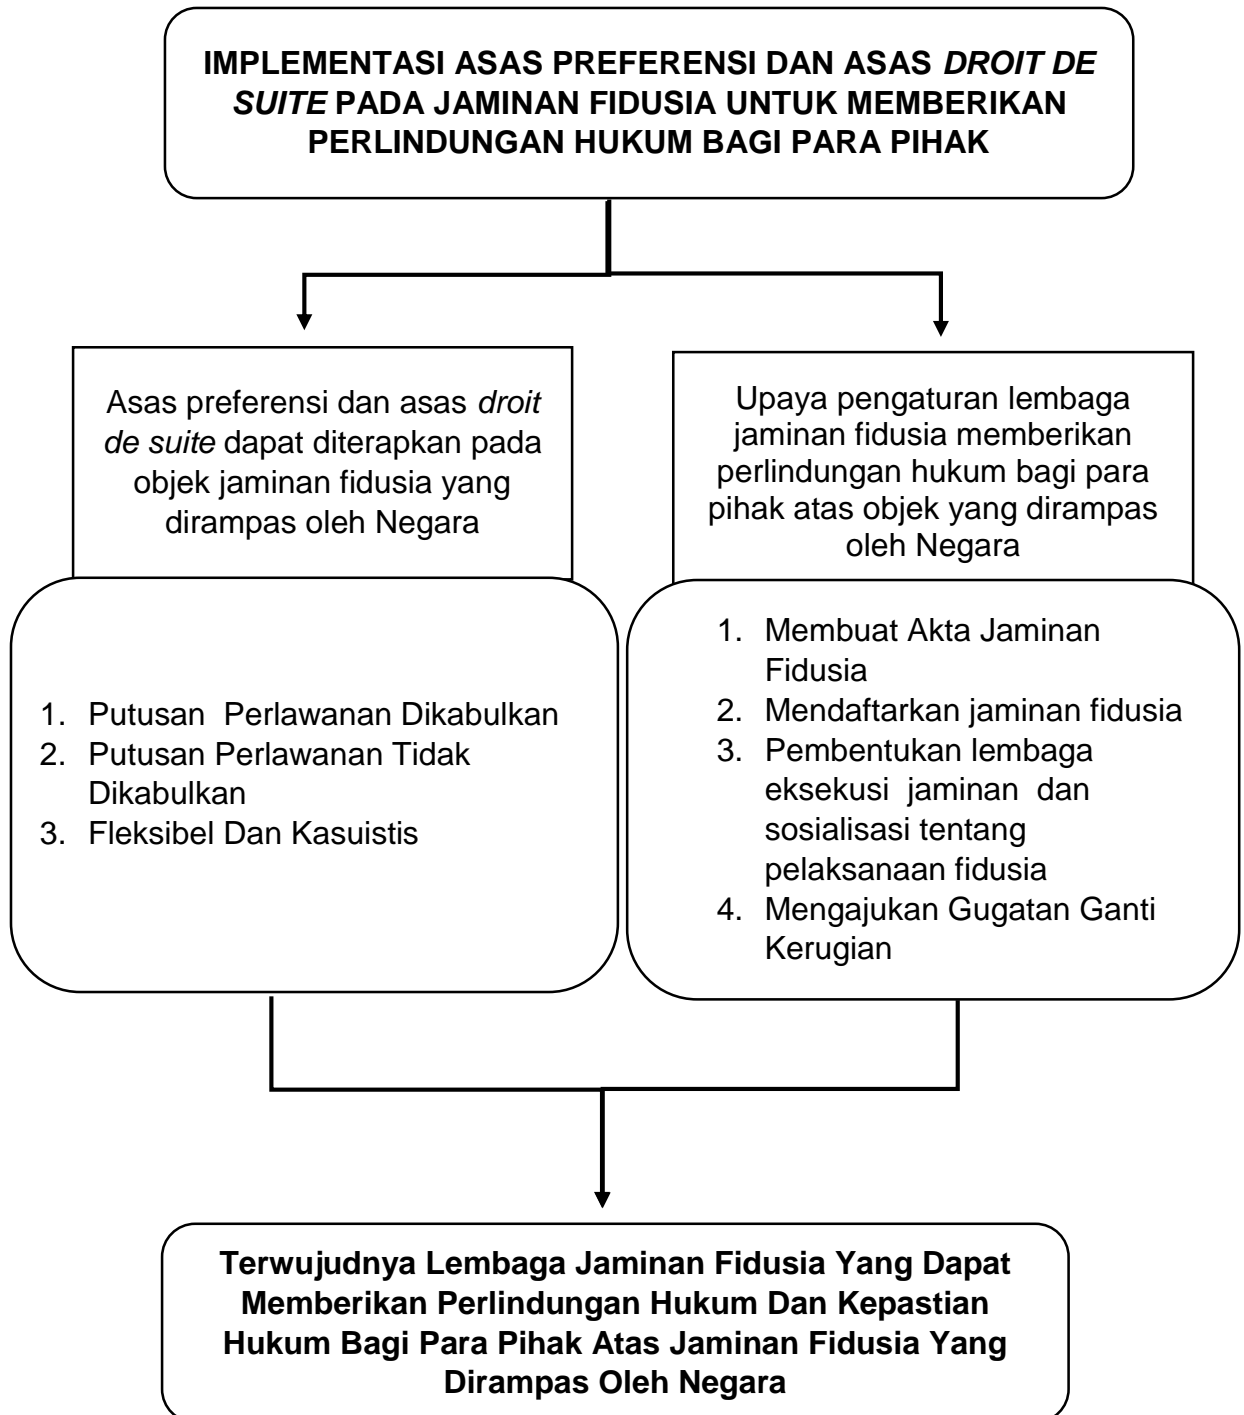 IMPLEMENTASI ASAS PREFERENSI DAN ASAS DROIT DE
SUITE PADA JAMINAN FIDUSIA UNTUK MEMBERIKAN
PERLINDUNGAN HUKUM BAGI PARA PIHAK
Asas preferensi dan asas droit
de suite dapat diterapkan pada
objek jaminan fidusia yang
dirampas oleh Negara
1. Putusan Perlawanan Dikabulkan
2. Putusan Perlawanan Tidak
Dikabulkan
3. Fleksibel Dan Kasuistis
Upaya pengaturan lembaga
jaminan fidusia memberikan
perlindungan hukum bagi para
pihak atas objek yang dirampas
oleh Negara
1. Membuat Akta Jaminan
Fidusia
2. Mendaftarkan jaminan fidusia
3. Pembentukan lembaga
eksekusi jaminan dan
sosialisasi tentang
pelaksanaan fidusia
4. Mengajukan Gugatan Ganti
Kerugian
Terwujudnya Lembaga Jaminan Fidusia Yang Dapat
Memberikan Perlindungan Hukum Dan Kepastian
Hukum Bagi Para Pihak Atas Jaminan Fidusia Yang
Dirampas Oleh Negara